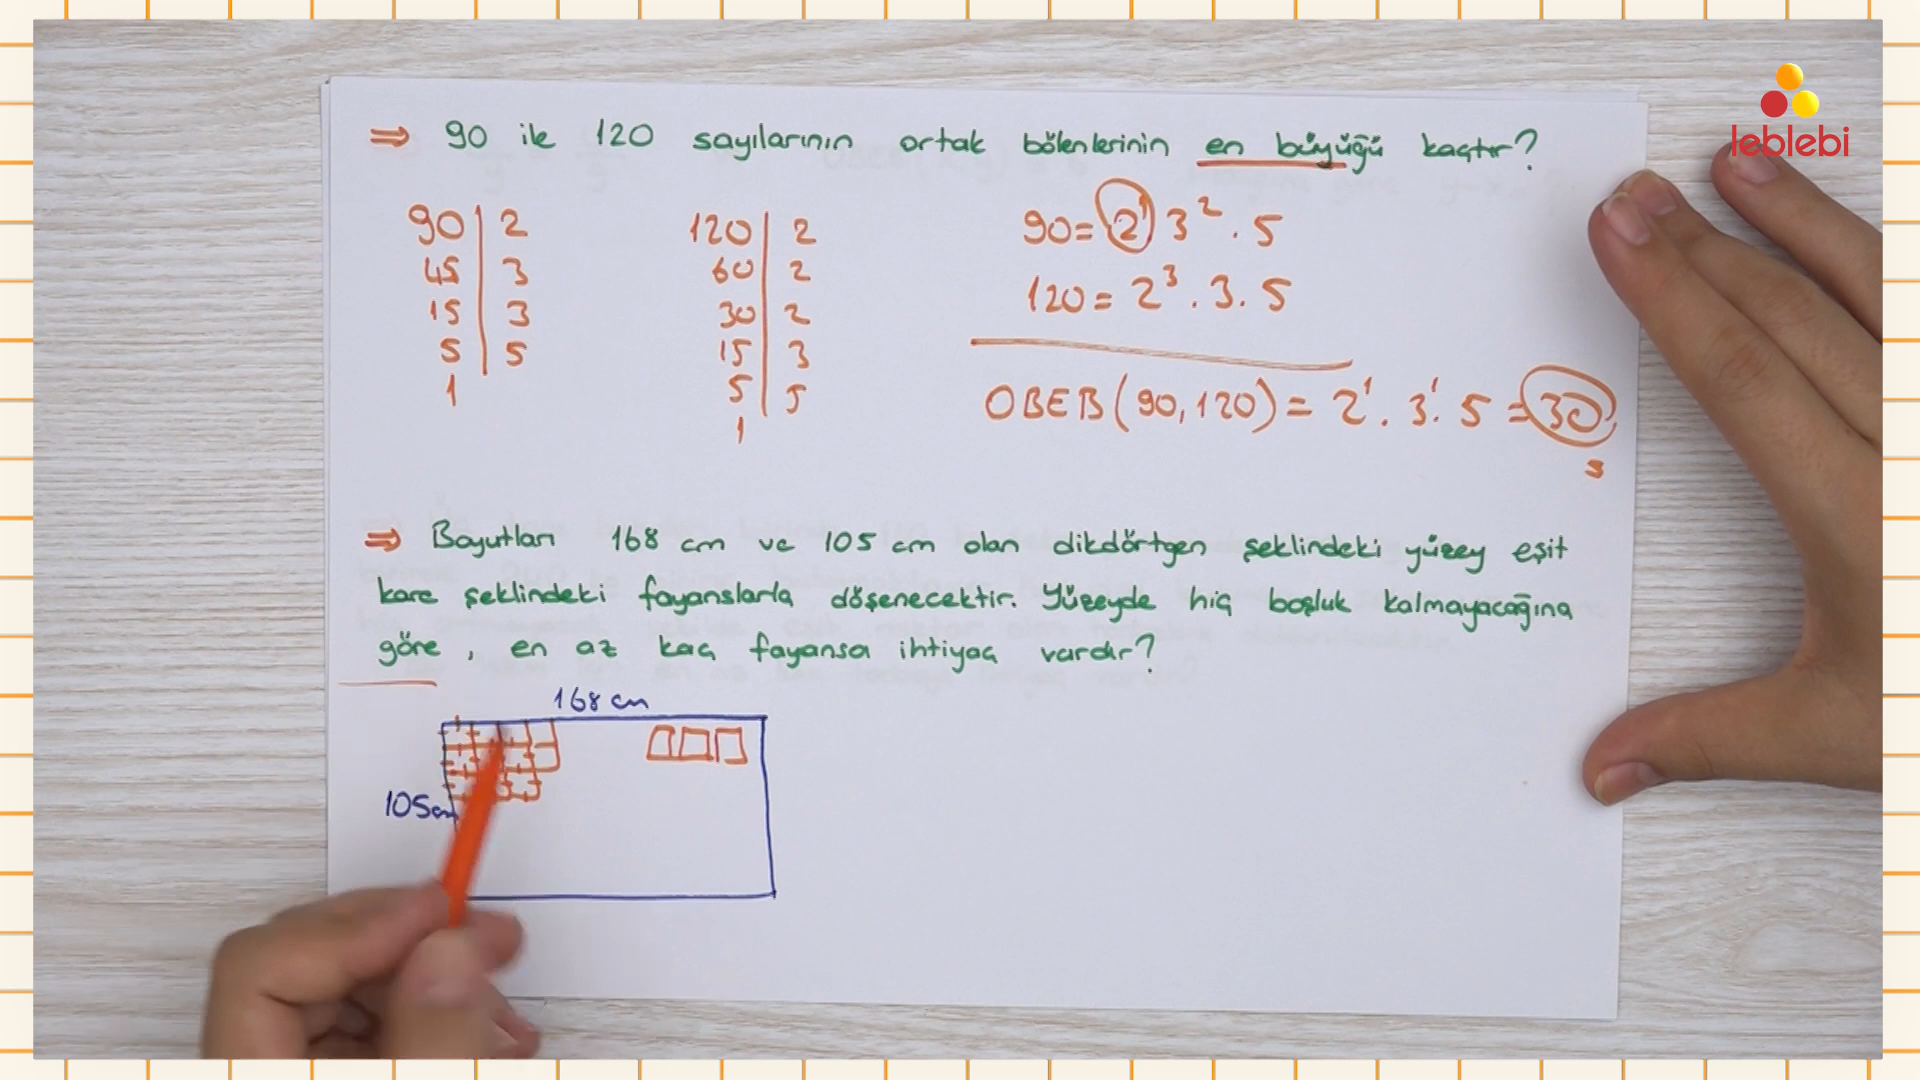 leblebi
⇒ 90 ile 120 sayılarının ortak bölenlerinin en büyüğü kaçtır?
90 | 2
45 | 3
15 | 3
5 | 5
1
120 | 2
60 | 2
30 | 2
15 | 3
5 | 5
1
90 = 2¹ 3² . 5
120 = 2³ . 3 . 5
OBEB (90, 120) = 2¹ . 3¹ . 5 = 30
⇒ Boyutları 168 cm ve 105 cm olan dikdörtgen şeklindeki yüzey eşit
kare şeklindeki fayanslarla döşenecektir. Yüzeyde hiç boşluk kalmayacağına
göre , en az kaç fayansa ihtiyaç vardır?
168 cm
105 cm